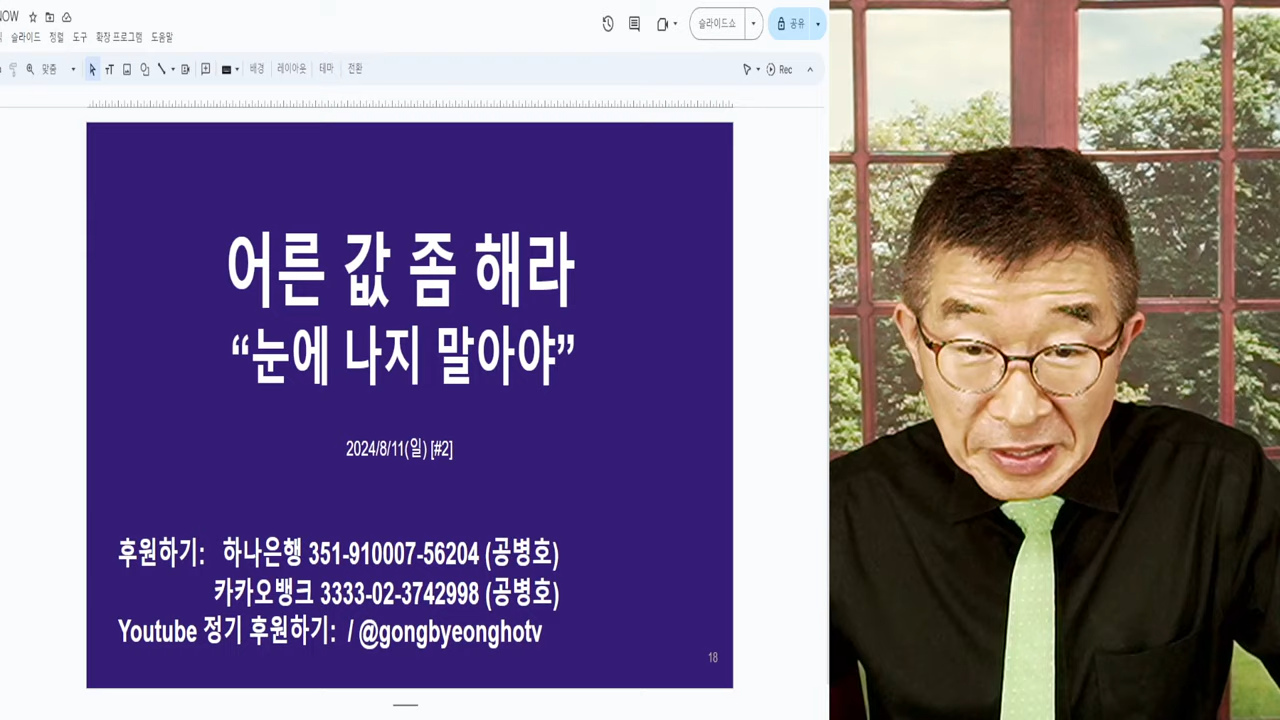 NOW
슬라이드 정렬 도구 확장 프로그램 도움말
슬라이드쇼
공유
맞춤
배경 레이아웃 테마 전환
Rec
어른 값 좀 해라
“눈에 나지 말아야”
2024/8/11(일) [#2]
후원하기: 하나은행 351-910007-56204 (공병호)
카카오뱅크 3333-02-3742998 (공병호)
Youtube 정기 후원하기: / @gongbyeonghotv
18